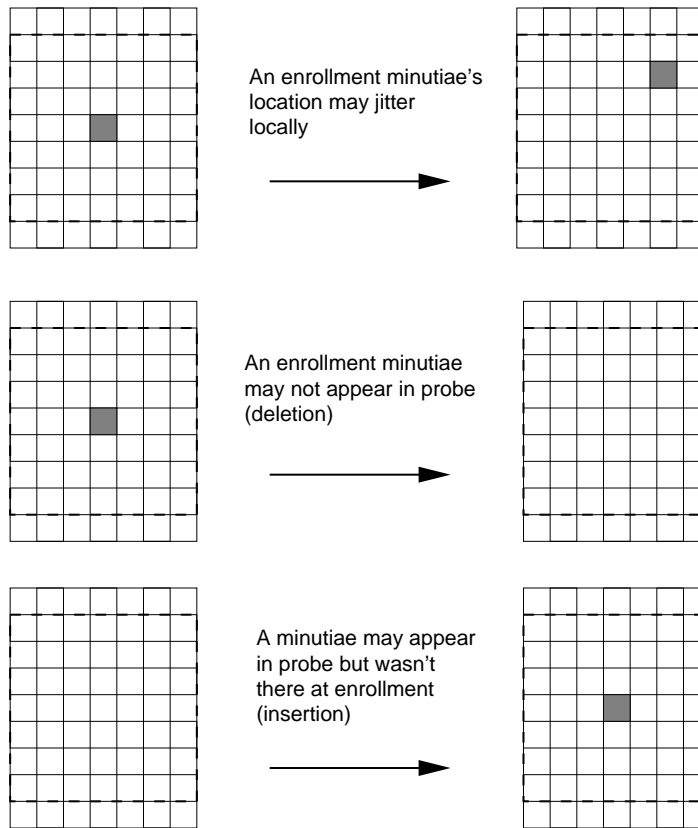 An enrollment minutiae's
location may jitter
locally
An enrollment minutiae
may not appear in probe
(deletion)
A minutiae may appear
in probe but wasn't
there at enrollment
(insertion)